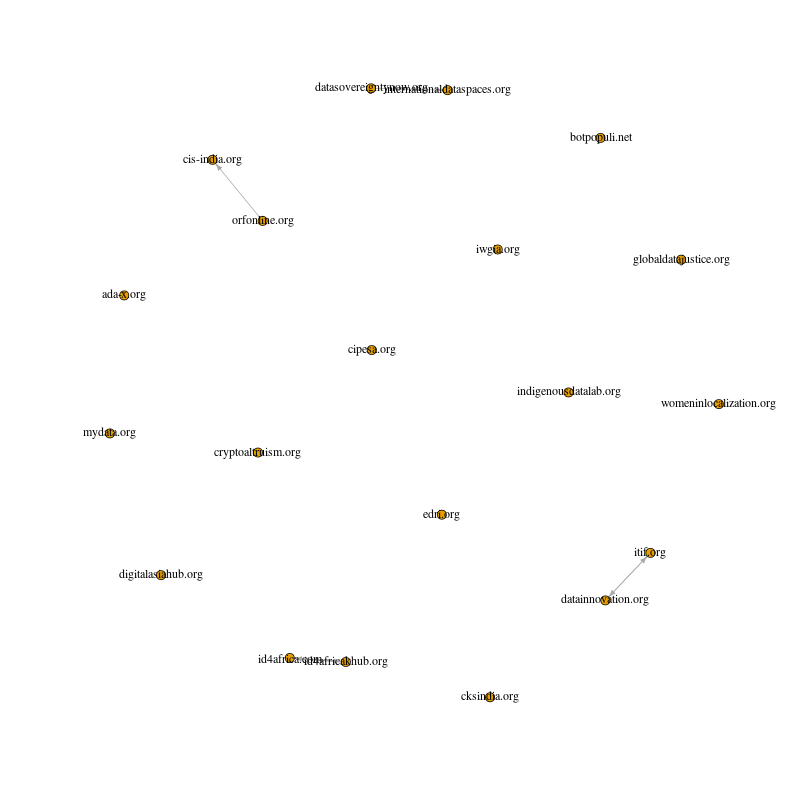 datasovereigntynow.org
internationaldataspaces.org
botpopuli.net
cis-india.org
orfonline.org
iwgia.org
globaldatajustice.org
ada-x.org
cipesa.org
indigenousdatalab.org
womeninlocalization.org
mydata.org
cryptoaltruism.org
edri.org
itif.org
digitalasiahub.org
datainnovation.org
id4africa.com
id4africakhub.org
cksindia.org